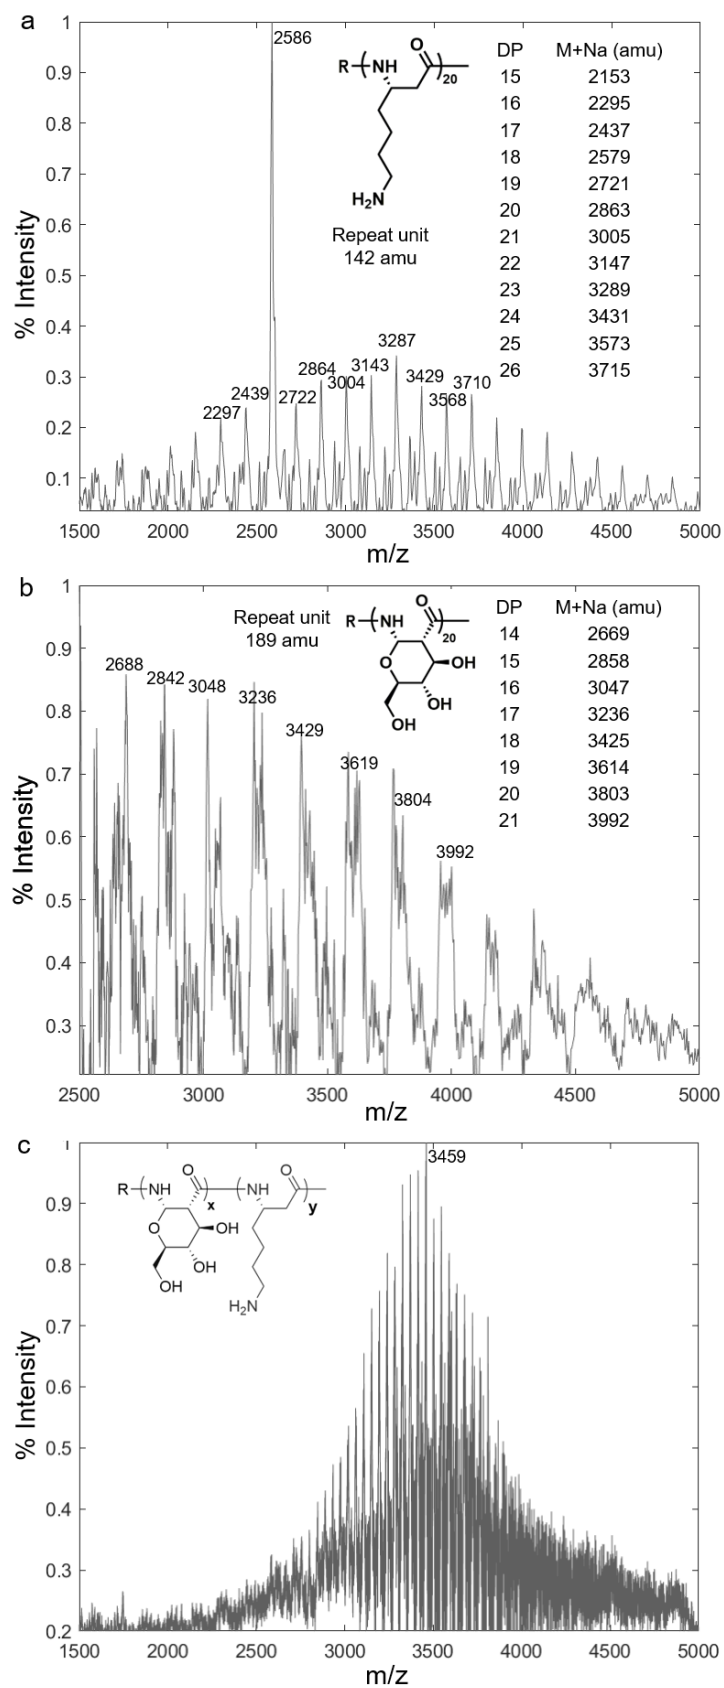 a
1
0.9
0.8
0.7
0.6
0.5
0.4
0.3
0.2
0.1
% Intensity
2586
2297
2439
2722
2864
3004
3143
3287
3429
3568
3710
R
NH
O
20
H2N
Repeat unit
142 amu
DP M+Na (amu)
15 2153
16 2295
17 2437
18 2579
19 2721
20 2863
21 3005
22 3147
23 3289
24 3431
25 3573
26 3715
1500 2000 2500 3000 3500 4000 4500 5000
m/z
b
1
0.9
0.8
0.7
0.6
0.5
0.4
0.3
% Intensity
2688
2842
3048
3236
3429
3619
3804
3992
Repeat unit
189 amu
R
NH
O
20
O
OH
OH
OH
DP M+Na (amu)
14 2669
15 2858
16 3047
17 3236
18 3425
19 3614
20 3803
21 3992
2500 3000 3500 4000 4500 5000
m/z
c
1
0.9
0.8
0.7
0.6
0.5
0.4
0.3
0.2
% Intensity
3459
R
NH
O
x
NH
O
y
O
OH
OH
OH
H2N
1500 2000 2500 3000 3500 4000 4500 5000
m/z